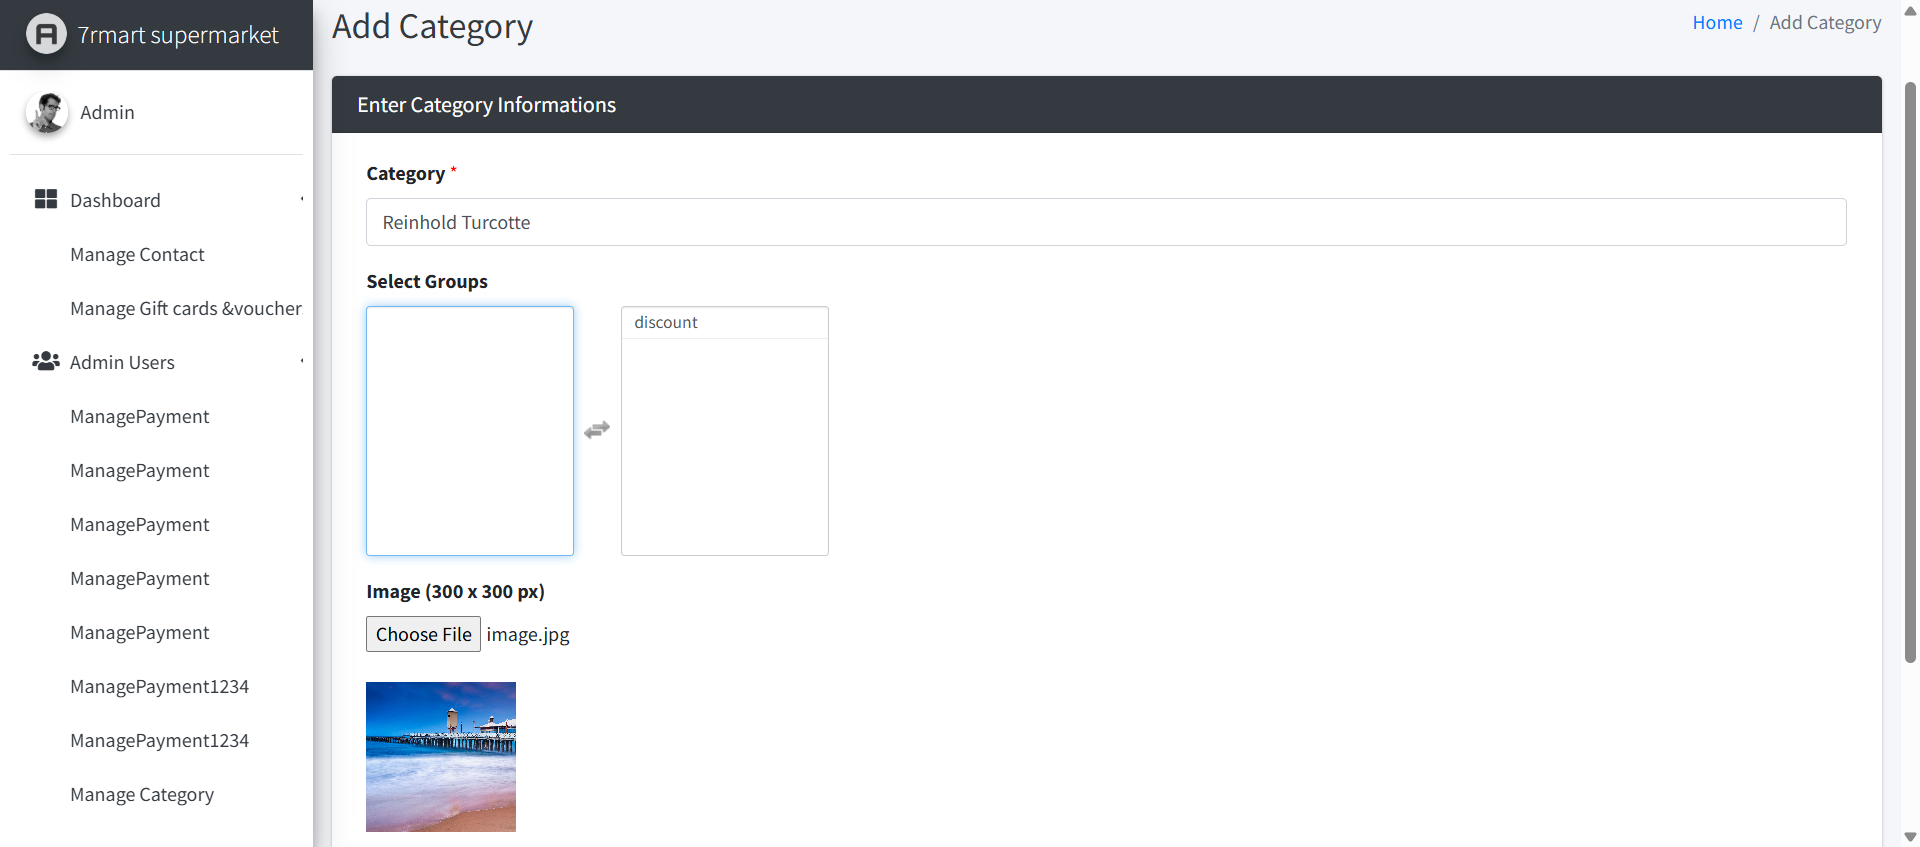 7rmart supermarket
Admin
Dashboard
Manage Contact
Manage Gift cards &voucher
Admin Users
ManagePayment
ManagePayment
ManagePayment
ManagePayment
ManagePayment
ManagePayment1234
ManagePayment1234
Manage Category
Add Category
Home / Add Category
Enter Category Informations
Category *
Reinhold Turcotte
Select Groups
discount
Image (300 x 300 px)
Choose File image.jpg